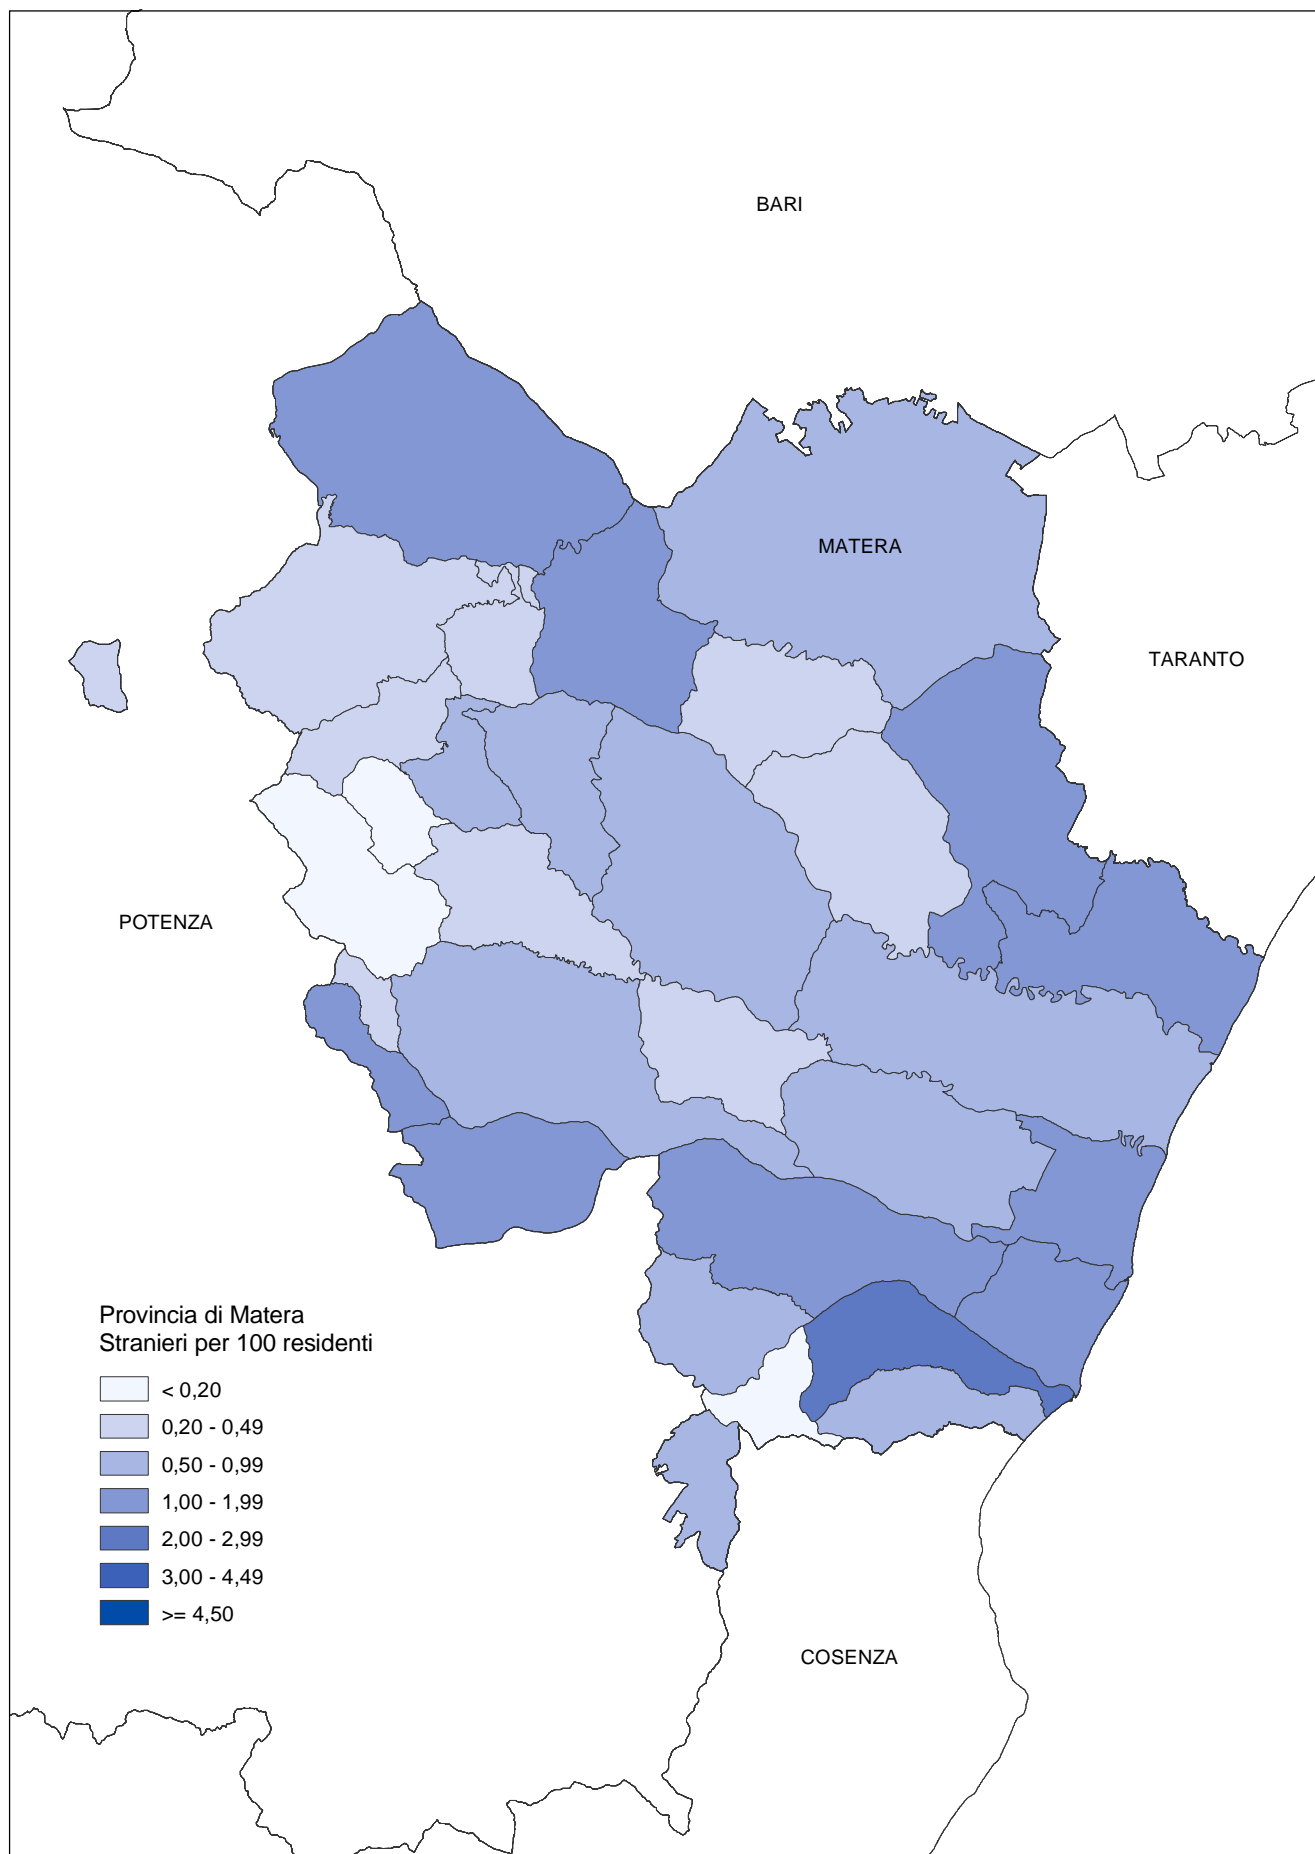 BARI
MATERA
TARANTO
POTENZA
Provincia di Matera
Stranieri per 100 residenti
< 0,20
0,20 - 0,49
0,50 - 0,99
1,00 - 1,99
2,00 - 2,99
3,00 - 4,49
>= 4,50
COSENZA